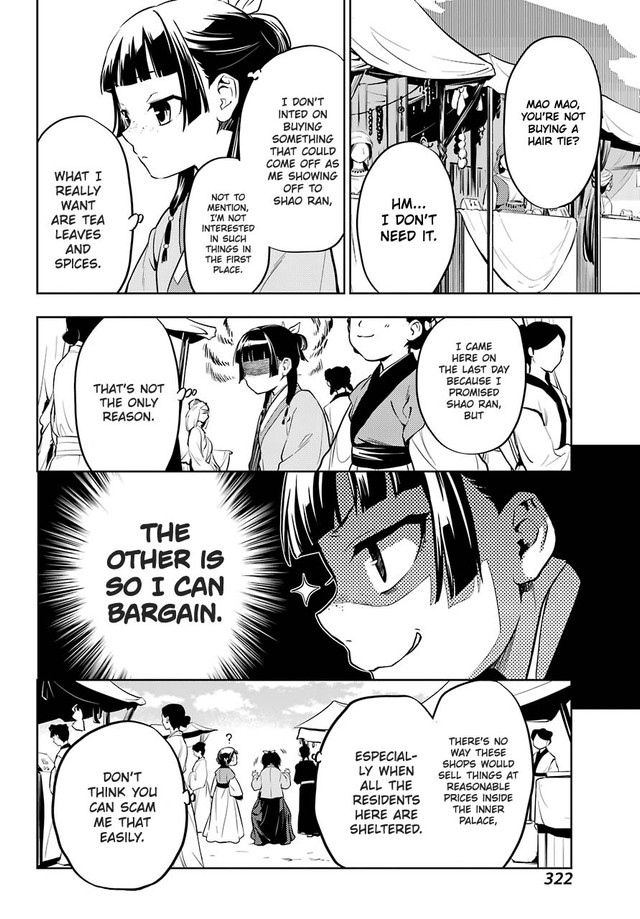 MAO MAO,
YOU'RE NOT
BUYING A
HAIR TIE?
HM...
I DON'T
NEED IT.
I DON'T
INTED ON
BUYING
SOMETHING
THAT COULD
COME OFF AS
ME SHOWING
OFF TO
SHAO RAN,
NOT TO
MENTION,
I'M NOT
INTERESTED
IN SUCH
THINGS IN
THE FIRST
PLACE.
WHAT I
REALLY
WANT
ARE TEA
LEAVES
AND
SPICES.
I CAME
HERE ON
THE LAST
DAY
BECAUSE I
PROMISED
SHAO RAN,
BUT
THAT'S NOT
THE ONLY
REASON.
THE
OTHER IS
SO I CAN
BARGAIN.
THERE'S NO
WAY THESE
SHOPS WOULD
SELL THINGS AT
REASONABLE
PRICES INSIDE
THE INNER
PALACE,
ESPECIAL-
LY WHEN
ALL THE
RESIDENTS
HERE ARE
SHELTERED.
?
DON'T
THINK YOU
CAN SCAM
ME THAT
EASILY.
322